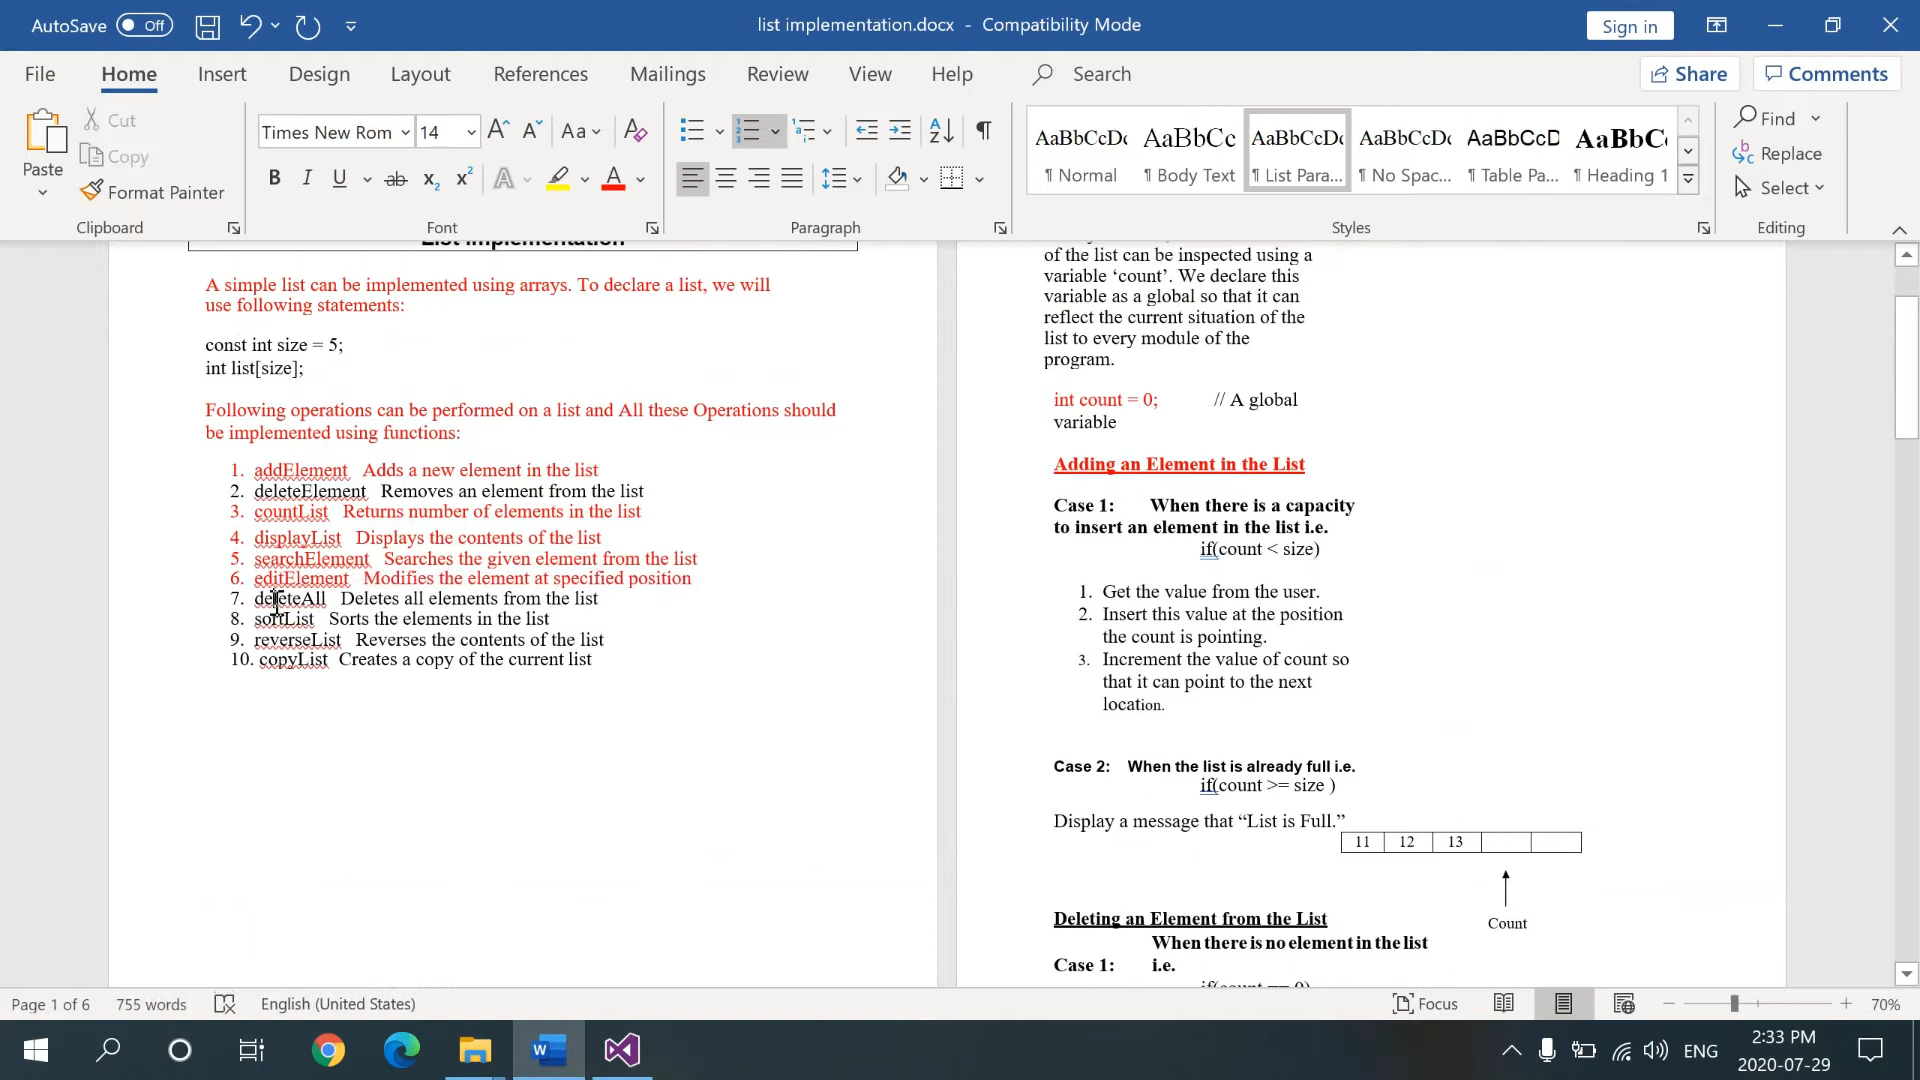 AutoSave Off
list implementation.docx - Compatibility Mode
Sign in
File Home Insert Design Layout References Mailings Review View Help Search
Share Comments
Paste
Cut
Copy
Format Painter
Clipboard
Times New Rom 14
Font
Paragraph
AaBbCcDc AaBbCc AaBbCcDc AaBbCcDc AaBbCcD AaBbC
¶ Normal ¶ Body Text ¶ List Para... ¶ No Spac... ¶ Table Pa... ¶ Heading 1
Styles
Find
Replace
Select
Editing
List Implementation
A simple list can be implemented using arrays. To declare a list, we will
use following statements:
const int size = 5;
int list[size];
Following operations can be performed on a list and All these Operations should
be implemented using functions:
1. addElement Adds a new element in the list
2. deleteElement Removes an element from the list
3. countList Returns number of elements in the list
4. displayList Displays the contents of the list
5. searchElement Searches the given element from the list
6. editElement Modifies the element at specified position
7. deleteAll Deletes all elements from the list
8. sortList Sorts the elements in the list
9. reverseList Reverses the contents of the list
10. copyList Creates a copy of the current list
of the list can be inspected using a
variable ‘count’. We declare this
variable as a global so that it can
reflect the current situation of the
list to every module of the
program.
int count = 0; // A global
variable
Adding an Element in the List
Case 1: When there is a capacity
to insert an element in the list i.e.
if(count < size)
1. Get the value from the user.
2. Insert this value at the position
the count is pointing.
3. Increment the value of count so
that it can point to the next
location.
Case 2: When the list is already full i.e.
if(count >= size )
Display a message that “List is Full.”
11 12 13
Count
Deleting an Element from the List
When there is no element in the list
Case 1: i.e.
if(count == 0)
Page 1 of 6 755 words English (United States)
Focus
70%
ENG
2:33 PM
2020-07-29